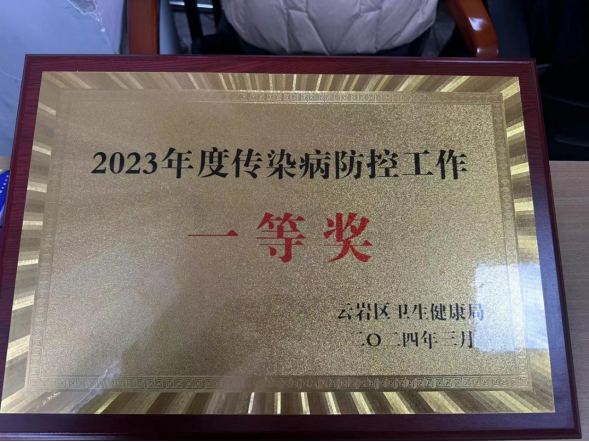 2023年度传染病防控工作
一等奖
云岩区卫生健康局
二〇二四年三月